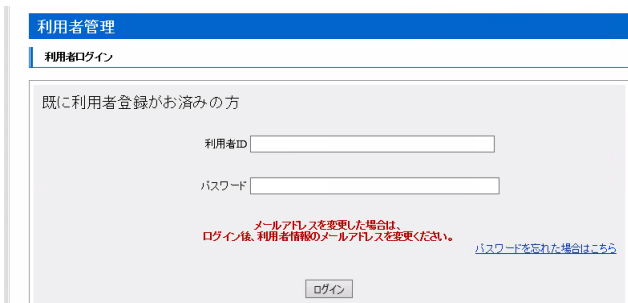 利用者管理
利用者ログイン
既に利用者登録がお済みの方
利用者ID
パスワード
メールアドレスを変更した場合は、
ログイン後、利用者情報のメールアドレスを変更ください。
パスワードを忘れた場合はこちら
ログイン